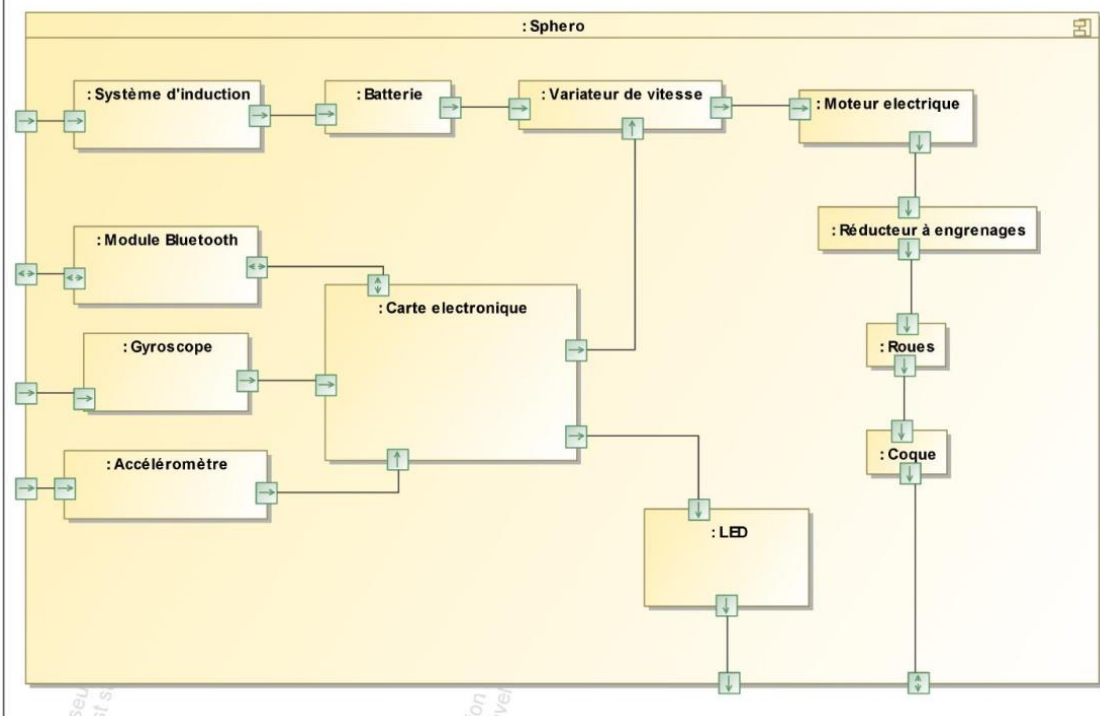 : Sphero
: Système d'induction
: Batterie
: Variateur de vitesse
: Moteur electrique
: Réducteur à engrenages
: Module Bluetooth
: Carte electronique
: Gyroscope
: Roues
: Accéléromètre
: Coque
: LED